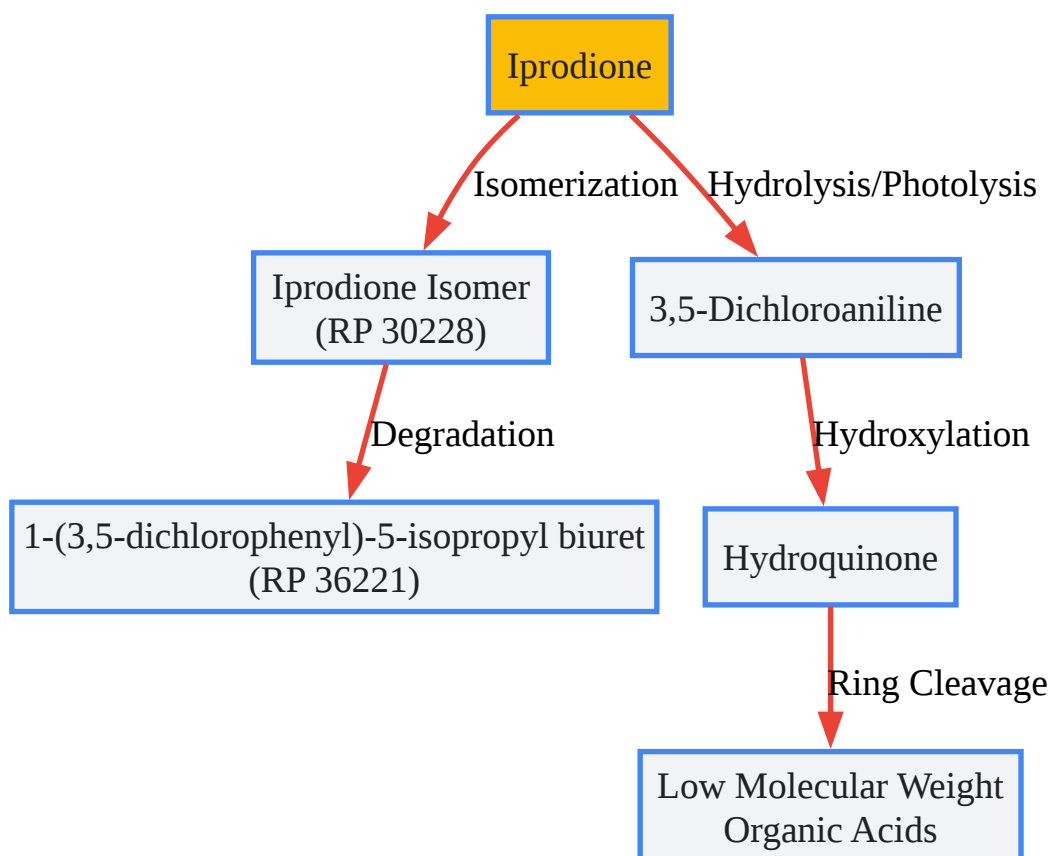 Iprodione
Isomerization
Hydrolysis/Photolysis
Iprodione Isomer
(RP 30228)
3,5-Dichloroaniline
Degradation
Hydroxylation
1-(3,5-dichlorophenyl)-5-isopropyl biuret
(RP 36221)
Hydroquinone
Ring Cleavage
Low Molecular Weight
Organic Acids